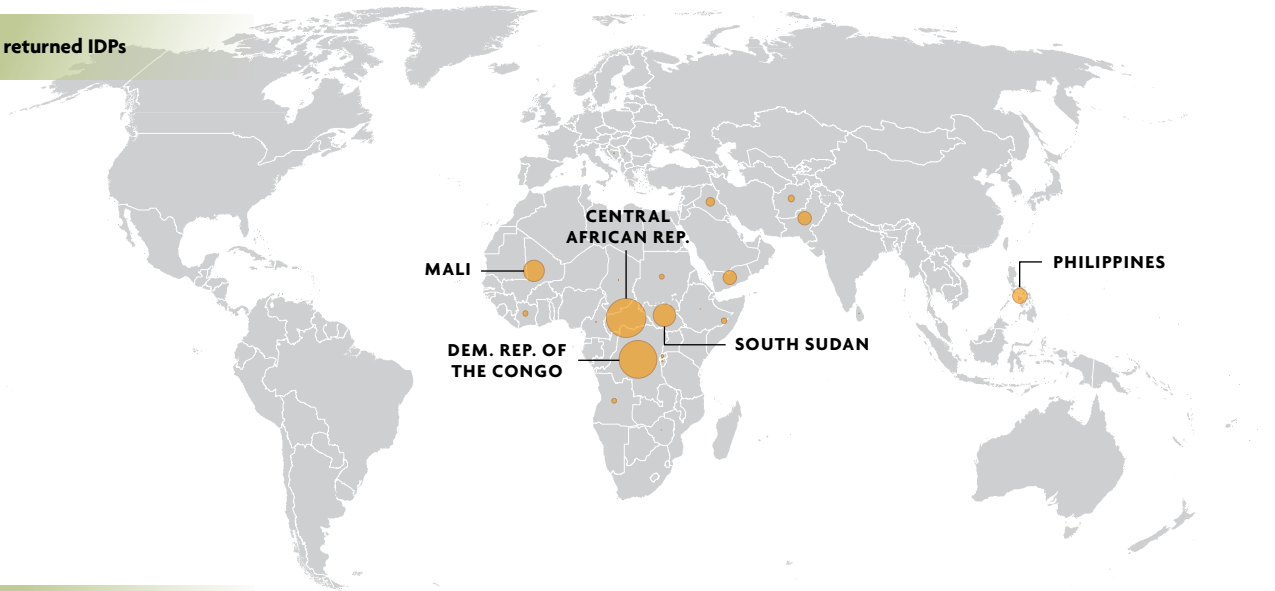 returned IDPs
CENTRAL
AFRICAN REP.
MALI
PHILIPPINES
SOUTH SUDAN
DEM. REP. OF
THE CONGO